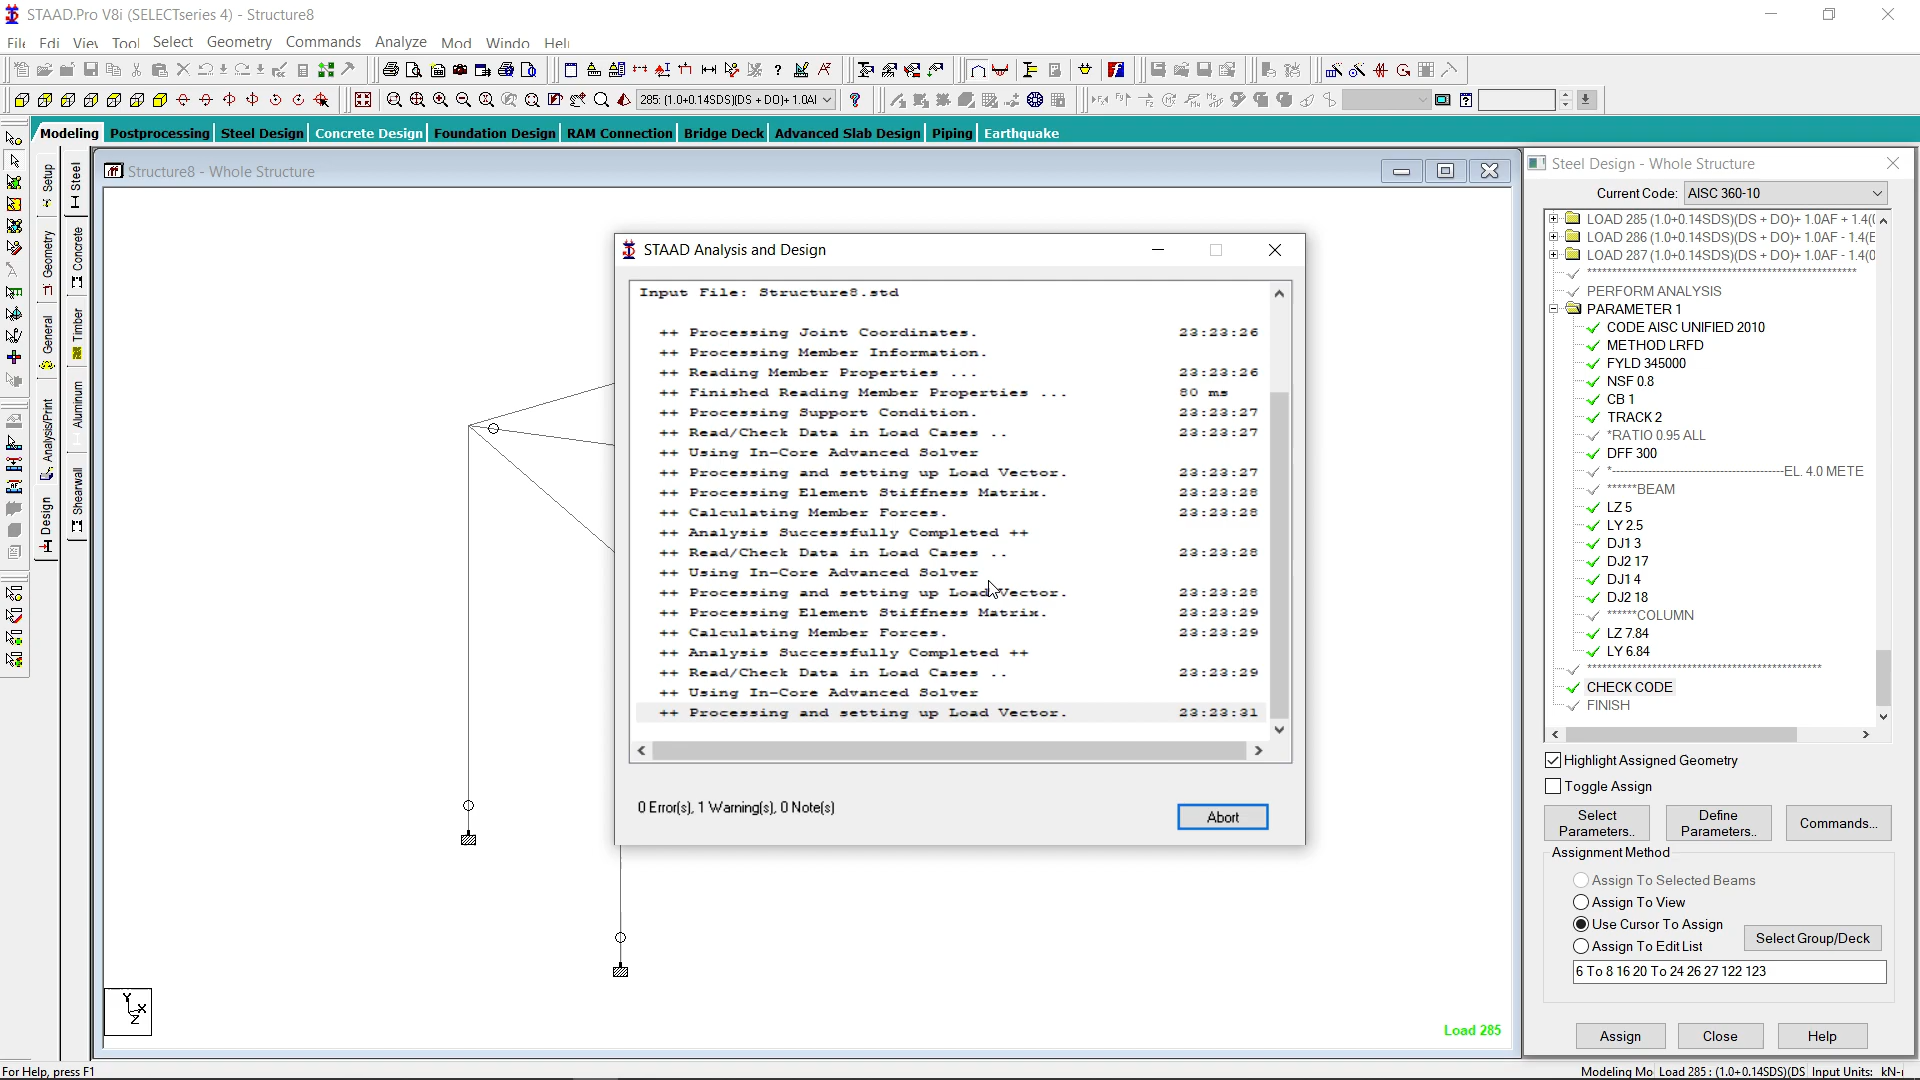 STAAD.Pro V8i (SELECTseries 4) - Structure8
Select Geometry Commands Analyze Mod Windo
285: (1.0+0.14SDS)(DS + DO)+ 1.0AI
Modeling Postprocessing Steel Design Concrete Design Foundation Design RAM Connection Bridge Deck Advanced Slab Design Piping Earthquake
Setup
Geometry
General
Analysis/Print
Design
Steel
Concrete
Timber
Aluminum
Shearwall
Structure8 - Whole Structure
STAAD Analysis and Design
Input File: Structure8.std
++ Processing Joint Coordinates. 23:23:26
++ Processing Member Information.
++ Reading Member Properties ... 23:23:26
++ Finished Reading Member Properties ... 80 ms
++ Processing Support Condition. 23:23:27
++ Read/Check Data in Load Cases .. 23:23:27
++ Using In-Core Advanced Solver
++ Processing and setting up Load Vector. 23:23:27
++ Processing Element Stiffness Matrix. 23:23:28
++ Calculating Member Forces. 23:23:28
++ Analysis Successfully Completed ++
++ Read/Check Data in Load Cases .. 23:23:28
++ Using In-Core Advanced Solver
++ Processing and setting up Load Vector. 23:23:28
++ Processing Element Stiffness Matrix. 23:23:29
++ Calculating Member Forces. 23:23:29
++ Analysis Successfully Completed ++
++ Read/Check Data in Load Cases .. 23:23:29
++ Using In-Core Advanced Solver
++ Processing and setting up Load Vector. 23:23:31
0 Error(s), 1 Warning(s), 0 Note(s)
Abort
Y
X
Z
Load 285
Steel Design - Whole Structure
Current Code: AISC 360-10
LOAD 285 (1.0+0.14SDS)(DS + DO)+ 1.0AF + 1.4(
LOAD 286 (1.0+0.14SDS)(DS + DO)+ 1.0AF - 1.4(E
LOAD 287 (1.0+0.14SDS)(DS + DO)+ 1.0AF - 1.4(0
PERFORM ANALYSIS
PARAMETER 1
CODE AISC UNIFIED 2010
METHOD LRFD
FYLD 345000
NSF 0.8
CB 1
TRACK 2
*RATIO 0.95 ALL
DFF 300
*----------------------------------------EL. 4.0 METE
******BEAM
LZ 5
LY 2.5
DJ1 3
DJ2 17
DJ1 4
DJ2 18
******COLUMN
LZ 7.84
LY 6.84
CHECK CODE
FINISH
Highlight Assigned Geometry
Toggle Assign
Select Parameters..
Define Parameters..
Commands...
Assignment Method
Assign To Selected Beams
Assign To View
Use Cursor To Assign
Assign To Edit List
Select Group/Deck
6 To 8 16 20 To 24 26 27 122 123
Assign Close Help
For Help, press F1
Modeling Mo Load 285 : (1.0+0.14SDS)(DS Input Units: kN-